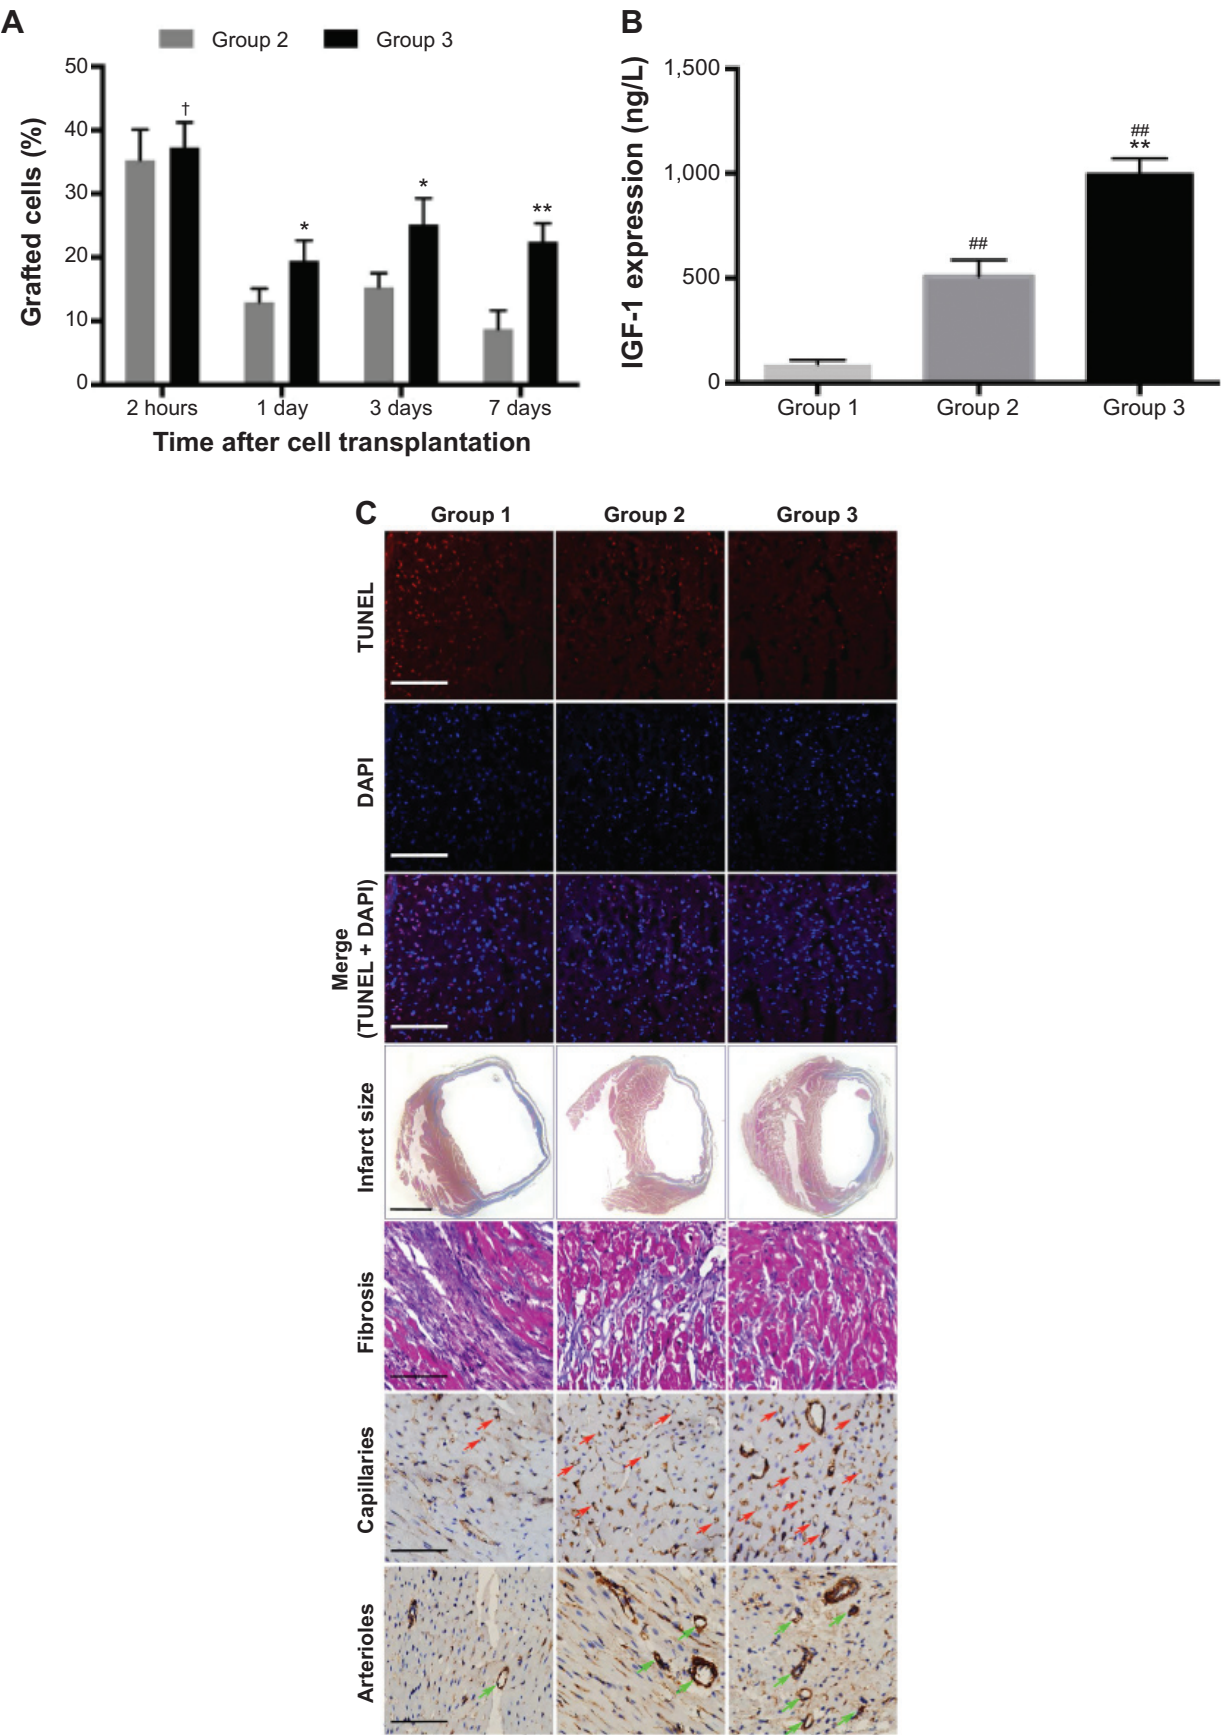 A
Group 2
Group 3
50
40
30
20
10
0
Grafted cells (%)
†
*
*
**
2 hours
1 day
3 days
7 days
Time after cell transplantation
B
1,500
1,000
500
0
IGF-1 expression (ng/L)
##
##
**
Group 1
Group 2
Group 3
C
Group 1
Group 2
Group 3
TUNEL
DAPI
Merge
(TUNEL + DAPI)
Infarct size
Fibrosis
Capillaries
Arterioles